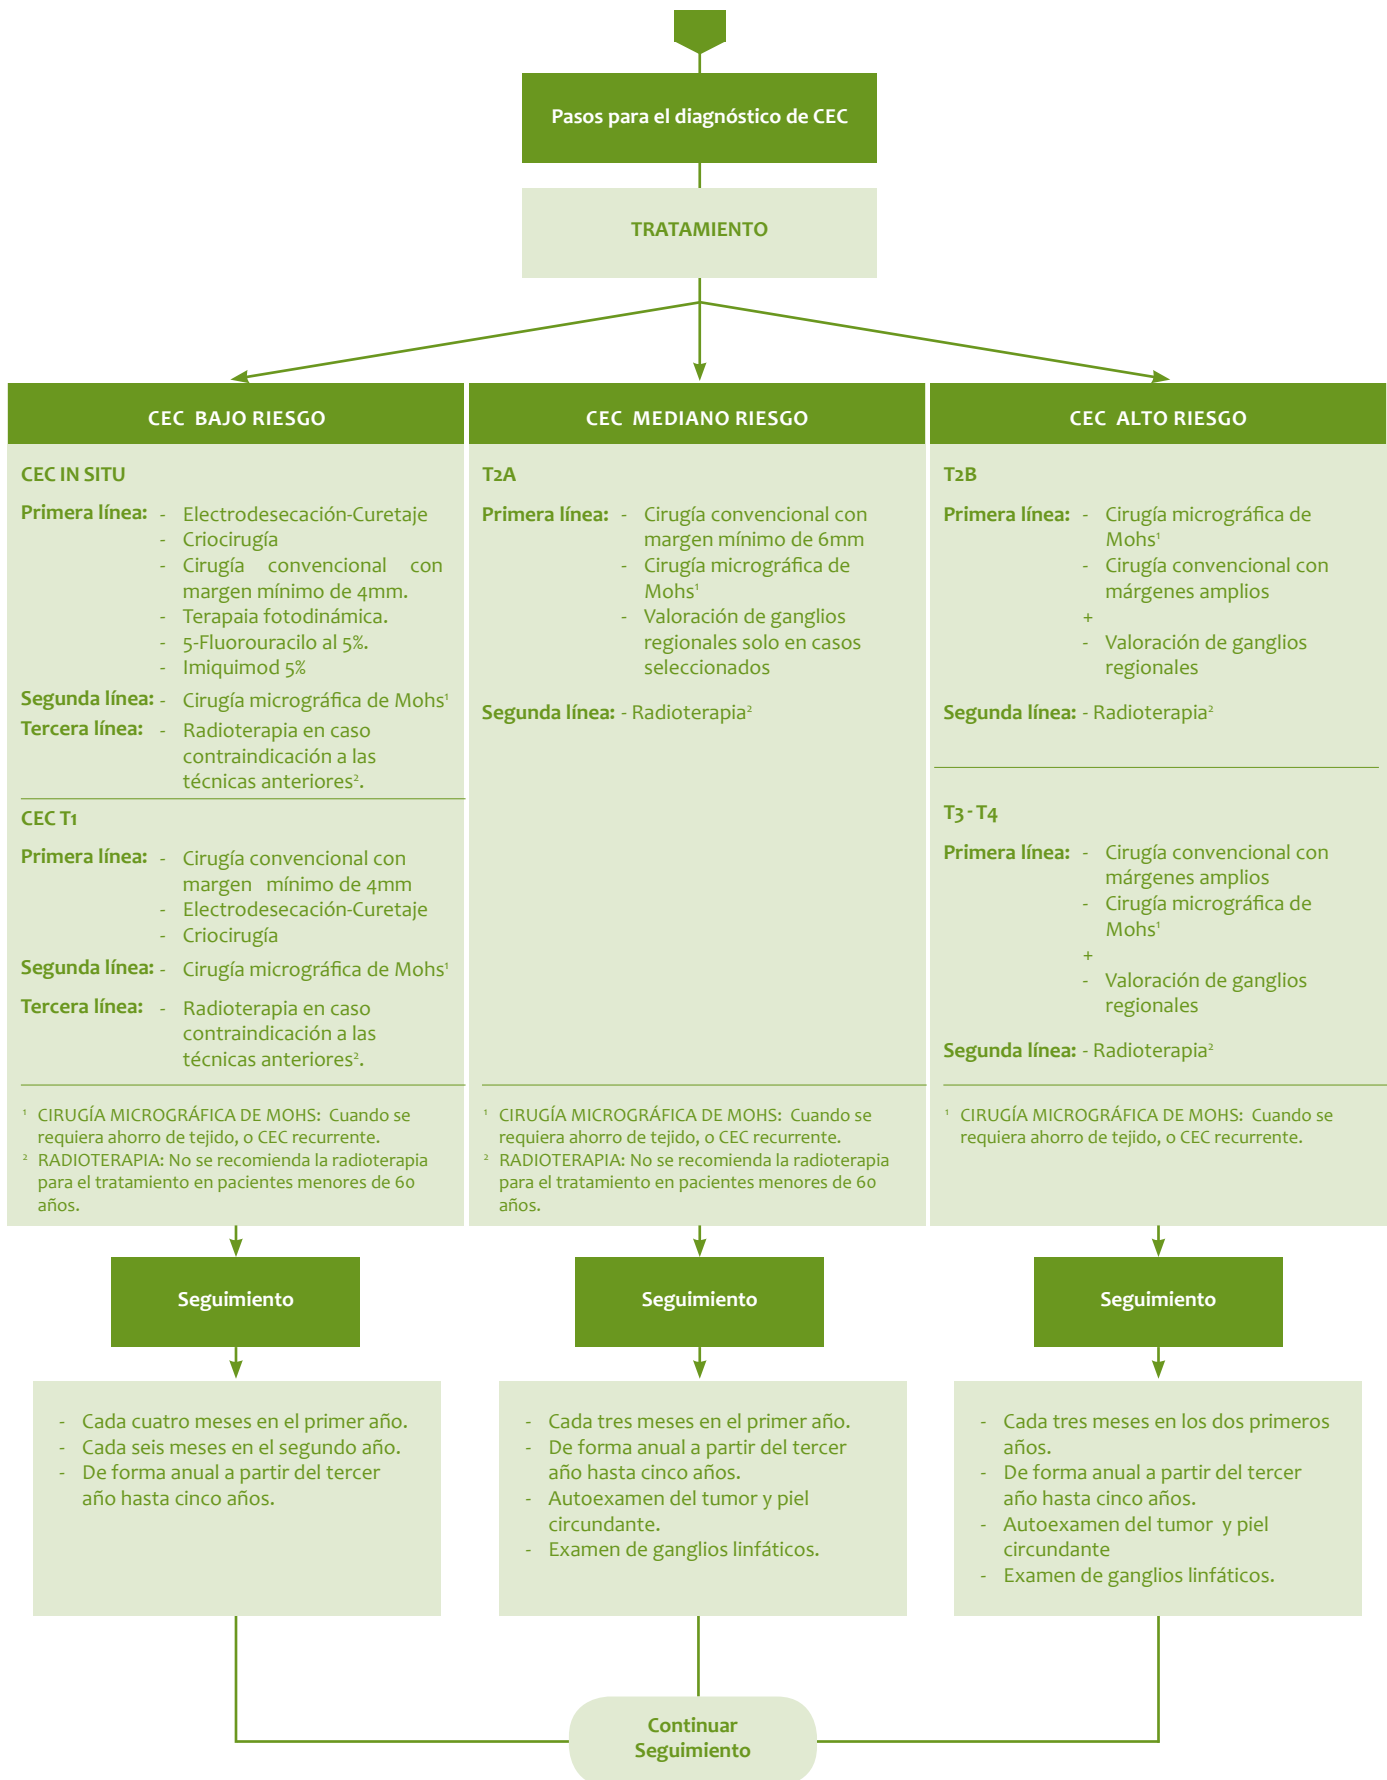 Pasos para el diagnóstico de CEC
TRATAMIENTO
CEC BAJO RIESGO
CEC IN SITU
Primera línea: - Electrodesecación-Curetaje
- Criocirugía
- Cirugía convencional con
margen mínimo de 4mm.
- Terapaia fotodinámica.
- 5-Fluorouracilo al 5%.
- Imiquimod 5%
Segunda línea: - Cirugía micrográfica de Mohs¹
Tercera línea: - Radioterapia en caso
contraindicación a las
técnicas anteriores².
CEC T1
Primera línea: - Cirugía convencional con
margen mínimo de 4mm
- Electrodesecación-Curetaje
- Criocirugía
Segunda línea: - Cirugía micrográfica de Mohs¹
Tercera línea: - Radioterapia en caso
contraindicación a las
técnicas anteriores².
¹ CIRUGÍA MICROGRÁFICA DE MOHS: Cuando se
requiera ahorro de tejido, o CEC recurrente.
² RADIOTERAPIA: No se recomienda la radioterapia
para el tratamiento en pacientes menores de 60
años.
CEC MEDIANO RIESGO
T2A
Primera línea: - Cirugía convencional con
margen mínimo de 6mm
- Cirugía micrográfica de
Mohs¹
- Valoración de ganglios
regionales solo en casos
seleccionados
Segunda línea: - Radioterapia²
¹ CIRUGÍA MICROGRÁFICA DE MOHS: Cuando se
requiera ahorro de tejido, o CEC recurrente.
² RADIOTERAPIA: No se recomienda la radioterapia
para el tratamiento en pacientes menores de 60
años.
CEC ALTO RIESGO
T2B
Primera línea: - Cirugía micrográfica de
Mohs¹
- Cirugía convencional con
márgenes amplios
+
- Valoración de ganglios
regionales
Segunda línea: - Radioterapia²
T3 - T4
Primera línea: - Cirugía convencional con
márgenes amplios
- Cirugía micrográfica de
Mohs¹
+
- Valoración de ganglios
regionales
Segunda línea: - Radioterapia²
¹ CIRUGÍA MICROGRÁFICA DE MOHS: Cuando se
requiera ahorro de tejido, o CEC recurrente.
Seguimiento
- Cada cuatro meses en el primer año.
- Cada seis meses en el segundo año.
- De forma anual a partir del tercer
año hasta cinco años.
Seguimiento
- Cada tres meses en el primer año.
- De forma anual a partir del tercer
año hasta cinco años.
- Autoexamen del tumor y piel
circundante.
- Examen de ganglios linfáticos.
Seguimiento
- Cada tres meses en los dos primeros
años.
- De forma anual a partir del tercer
año hasta cinco años.
- Autoexamen del tumor y piel
circundante
- Examen de ganglios linfáticos.
Continuar
Seguimiento